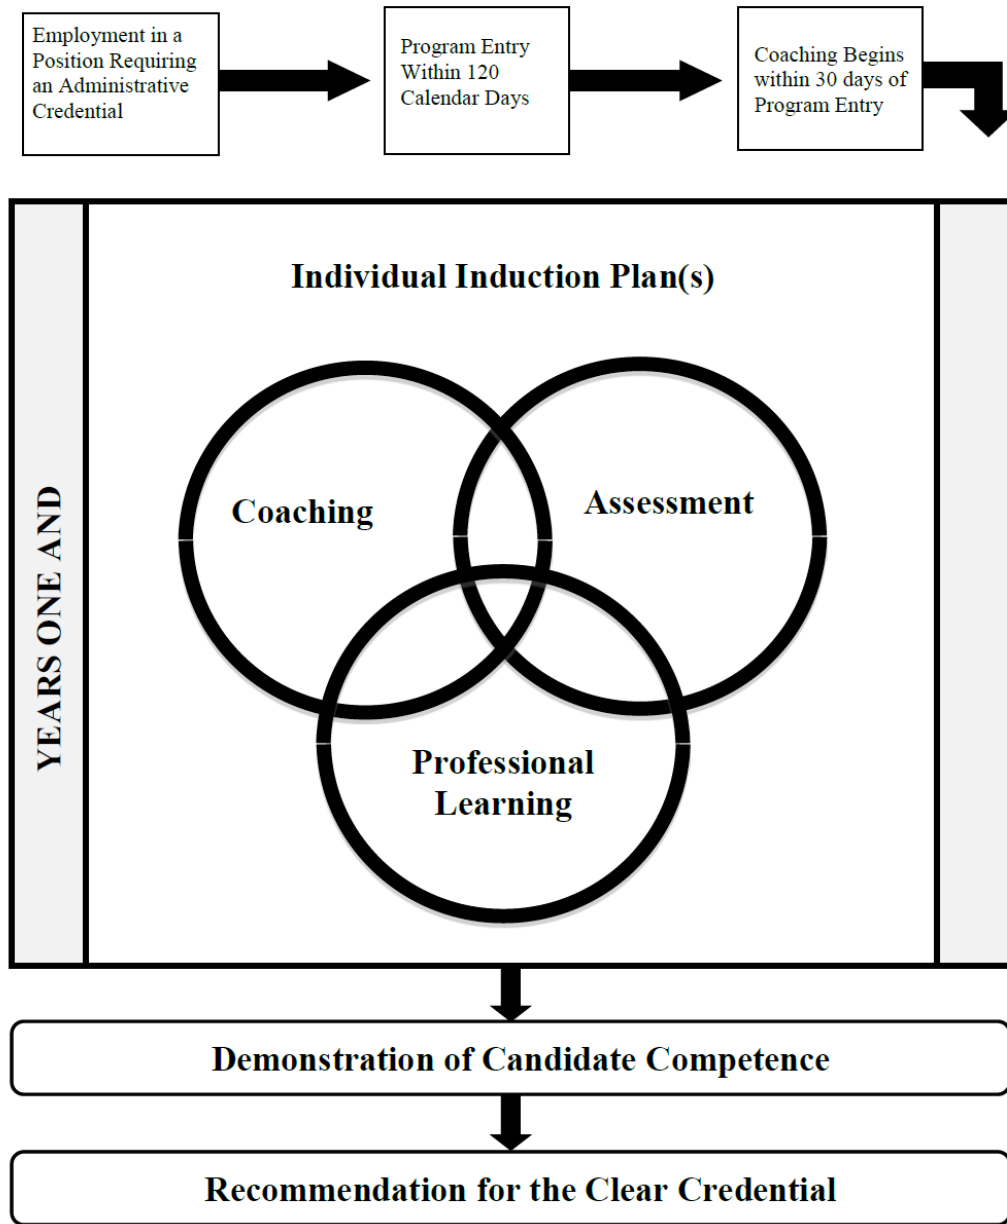 Employment in a
Position Requiring
an Administrative
Credential
Program Entry
Within 120
Calendar Days
Coaching Begins
within 30 days of
Program Entry
Individual Induction Plan(s)
YEARS ONE AND
Coaching
Assessment
Professional
Learning
Demonstration of Candidate Competence
Recommendation for the Clear Credential